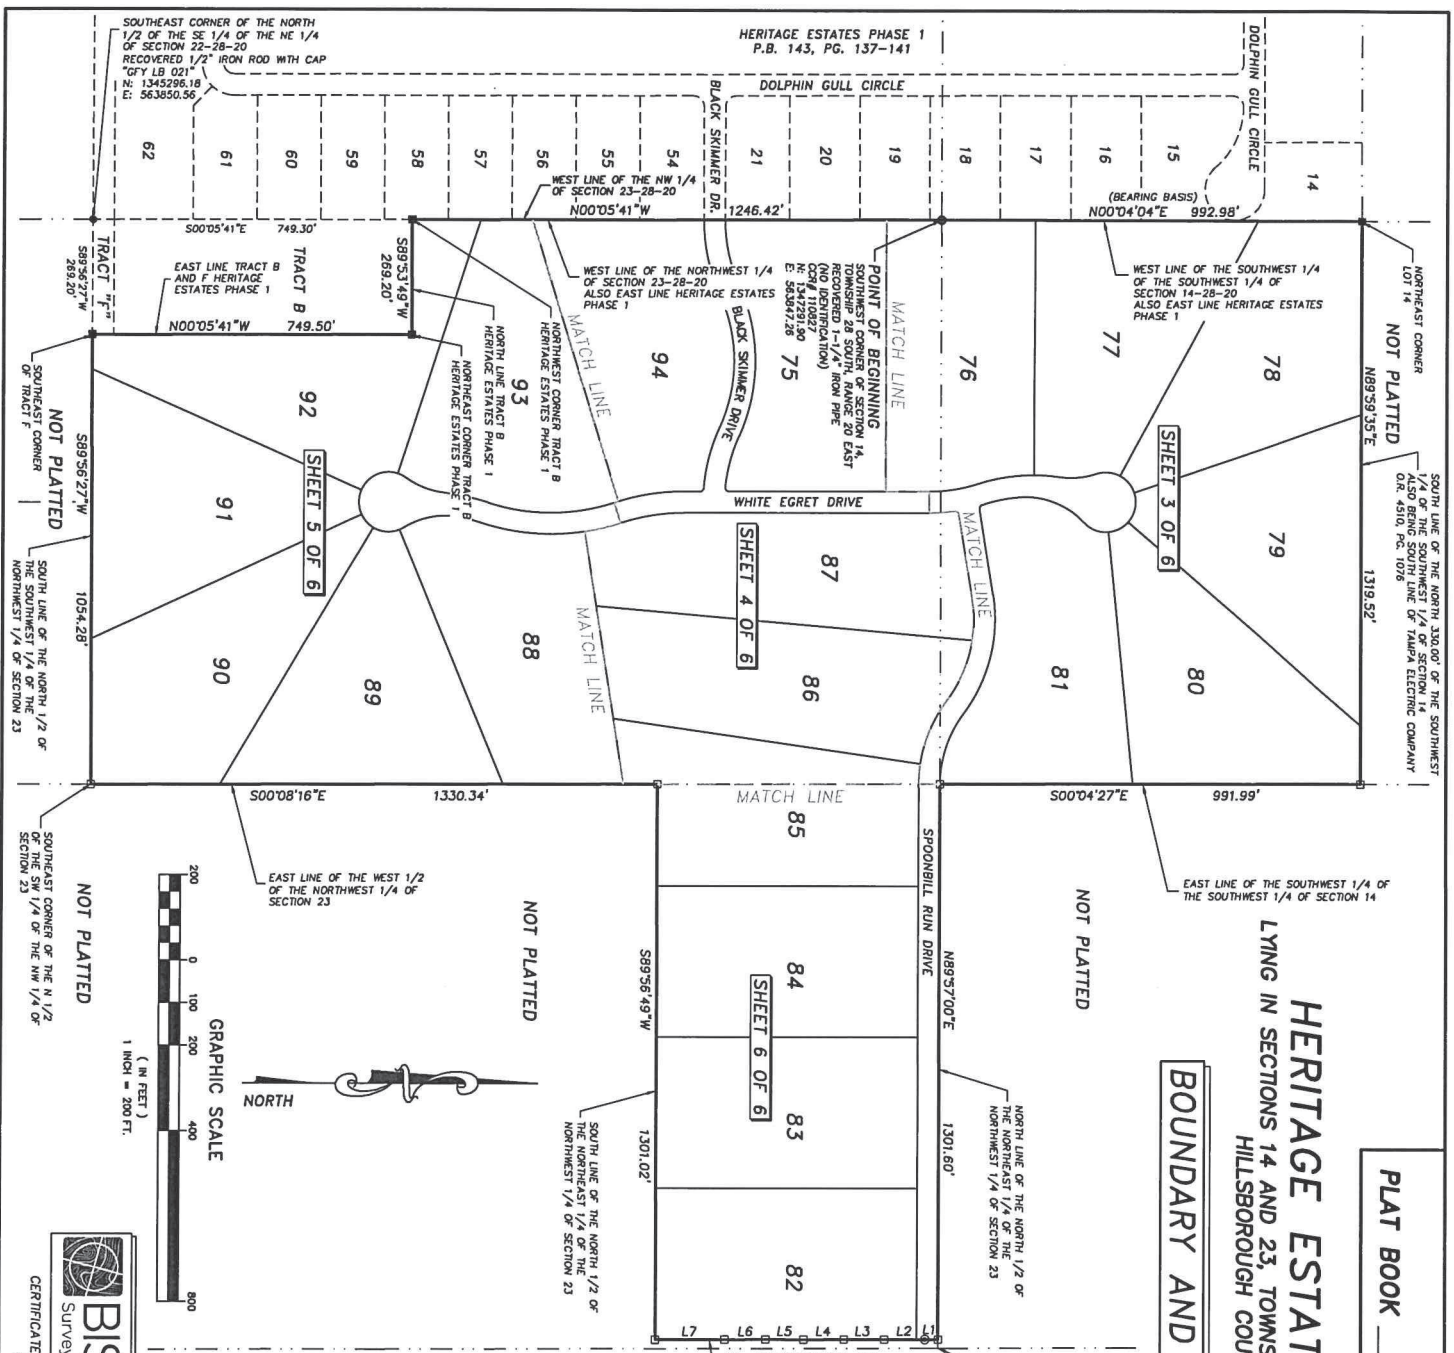 SOUTHEAST CORNER OF THE NORTH
1/2 OF THE SE 1/4 OF THE NE 1/4
OF SECTION 22-28-20
RECOVERED 1/2" IRON ROD WITH CAP
"GFY LB 021"
N: 1345296.18
E: 563850.56
HERITAGE ESTATES PHASE 1
P.B. 143, PG. 137-141
DOLPHIN GULL CIRCLE
DOLPHIN GULL CIRCLE
BLACK SKIMMER DR.
62
61
60
59
58
57
56
55
54
21
20
19
18
17
16
15
14
WEST LINE OF THE NW 1/4
OF SECTION 23-28-20
N00°05'41"W
1246.42'
(BEARING BASIS)
N00°04'04"E 992.98'
NORTHEAST CORNER
LOT 14
NOT PLATTED
N89°59'35"E
1319.52'
SOUTH LINE OF THE NORTH 330.00' OF THE SOUTHWEST
1/4 OF THE SOUTHWEST 1/4 OF SECTION 14
ALSO BEING SOUTH LINE OF TAMPA ELECTRIC COMPANY
O.R. 4510, PG. 1076
S00°05'41"E 749.30'
TRACT "F"
S89°56'27"W
269.20'
EAST LINE TRACT B
AND F HERITAGE
ESTATES PHASE 1
TRACT B
S89°53'49"W
269.20'
N00°05'41"W 749.50'
WEST LINE OF THE NORTHWEST 1/4
OF SECTION 23-28-20
ALSO EAST LINE HERITAGE ESTATES
PHASE 1
POINT OF BEGINNING
SOUTHWEST CORNER OF SECTION 14,
TOWNSHIP 28 SOUTH, RANGE 20 EAST
RECOVERED 1-1/4" IRON PIPE
(NO IDENTIFICATION)
CCR# 110827
N: 1347291.90
E: 563847.26
WEST LINE OF THE SOUTHWEST 1/4
OF THE SOUTHWEST 1/4 OF
SECTION 14-28-20
ALSO EAST LINE HERITAGE ESTATES
PHASE 1
NORTHWEST CORNER TRACT B
HERITAGE ESTATES PHASE 1
93
NORTH LINE TRACT B
HERITAGE ESTATES PHASE 1
NORTHEAST CORNER TRACT B
HERITAGE ESTATES PHASE 1
MATCH LINE
94
BLACK SKIMMER DRIVE
75
MATCH LINE
76
77
78
79
92
SHEET 5 OF 6
91
WHITE EGRET DRIVE
SHEET 3 OF 6
SOUTHEAST CORNER
OF TRACT F
NOT PLATTED
S89°56'27"W
1054.28'
SOUTH LINE OF THE NORTH 1/2 OF
THE SOUTHWEST 1/4 OF THE
NORTHWEST 1/4 OF SECTION 23
90
89
88
MATCH LINE
SHEET 4 OF 6
87
86
MATCH LINE
81
80
S00°08'16"E
1330.34'
MATCH LINE
S00°04'27"E
991.99'
SOUTHEAST CORNER OF THE N 1/2
OF THE SW 1/4 OF THE NW 1/4 OF
SECTION 23
EAST LINE OF THE WEST 1/2
OF THE NORTHWEST 1/4 OF
SECTION 23
EAST LINE OF THE SOUTHWEST 1/4 OF
THE SOUTHWEST 1/4 OF SECTION 14
NOT PLATTED
NOT PLATTED
NOT PLATTED
85
SPOONBILL RUN DRIVE
84
SHEET 6 OF 6
83
82
S89°56'49"W
1301.02'
N89°57'00"E
1301.60'
SOUTH LINE OF THE NORTH 1/2 OF
THE NORTHEAST 1/4 OF THE
NORTHWEST 1/4 OF SECTION 23
NORTH LINE OF THE NORTH 1/2 OF
THE NORTHEAST 1/4 OF THE
NORTHWEST 1/4 OF SECTION 23
L7
L6
L5
L4
L3
L2
L1
200
0
100
200
400
800
GRAPHIC SCALE
( IN FEET )
1 INCH = 200 FT.
NORTH
PLAT BOOK
HERITAGE ESTAT
LYING IN SECTIONS 14 AND 23, TOWNS
HILLSBOROUGH COU
BOUNDARY AND
BIS
Survey
CERTIFICATE